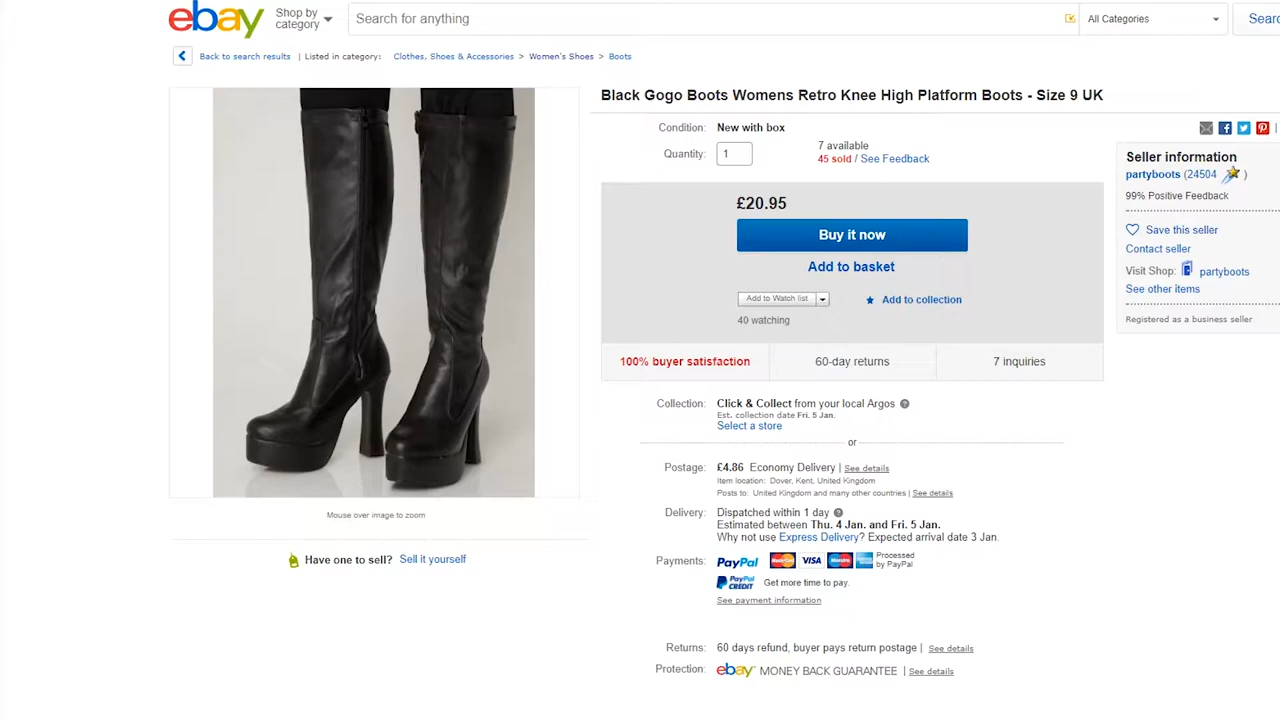 ebay
Shop by
category
Search for anything
All Categories
Back to search results | Listed in category: Clothes, Shoes & Accessories > Women's Shoes > Boots
Black Gogo Boots Womens Retro Knee High Platform Boots - Size 9 UK
Condition: New with box
Quantity: 1
7 available
45 sold / See Feedback
£20.95
Buy it now
Add to basket
Add to Watch list
Add to collection
40 watching
100% buyer satisfaction
60-day returns
7 inquiries
Collection: Click & Collect from your local Argos
Est. collection date Fri. 5 Jan.
Select a store
or
Postage: £4.86 Economy Delivery | See details
Item location: Dover, Kent, United Kingdom
Posts to: United Kingdom and many other countries | See details
Delivery: Dispatched within 1 day
Estimated between Thu. 4 Jan. and Fri. 5 Jan.
Why not use Express Delivery? Expected arrival date 3 Jan.
Payments: PayPal MasterCard VISA Maestro Processed
by PayPal
PayPal
CREDIT
Get more time to pay.
See payment information
Returns: 60 days refund, buyer pays return postage | See details
Protection: ebay MONEY BACK GUARANTEE | See details
Seller information
partyboots (24504 )
99% Positive Feedback
Save this seller
Contact seller
Visit Shop: partyboots
See other items
Registered as a business seller
Mouse over image to zoom
Have one to sell? Sell it yourself